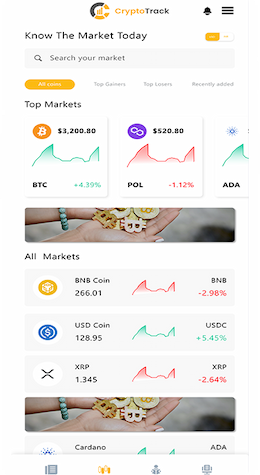 CryptoTrack
Know The Market Today
Search your market
All coins Top Gainers Top Losers Recently added
Top Markets
$3,200.80 $520.80
BTC +4.39% POL -1.12% ADA
All Markets
BNB Coin BNB
266.01 -2.98%
USD Coin USDC
128.95 +5.45%
XRP XRP
1.345 -2.64%
Cardano ADA